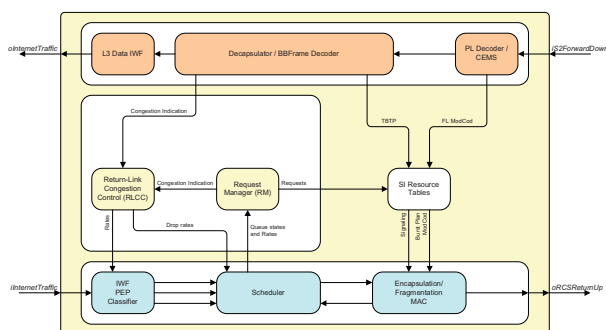 oInternetTraffic
L3 Data IWF
Decapsulator / BBFrame Decoder
PL Decoder /
CEMS
iS2ForwardDown
Congestion Indication
TBTP
FL ModCod
Return-Link
Congestion
Control (RLCC)
Congestion Indication
Request
Manager (RM)
Requests
SI Resource
Tables
Rates
Drop rates
Queue states
and Rates
Signaling
Burst Plan
ModCod
iInternetTraffic
IWF
PEP
Classifier
Scheduler
Encapsulation/
Fragmentation
MAC
oRCSReturnUp